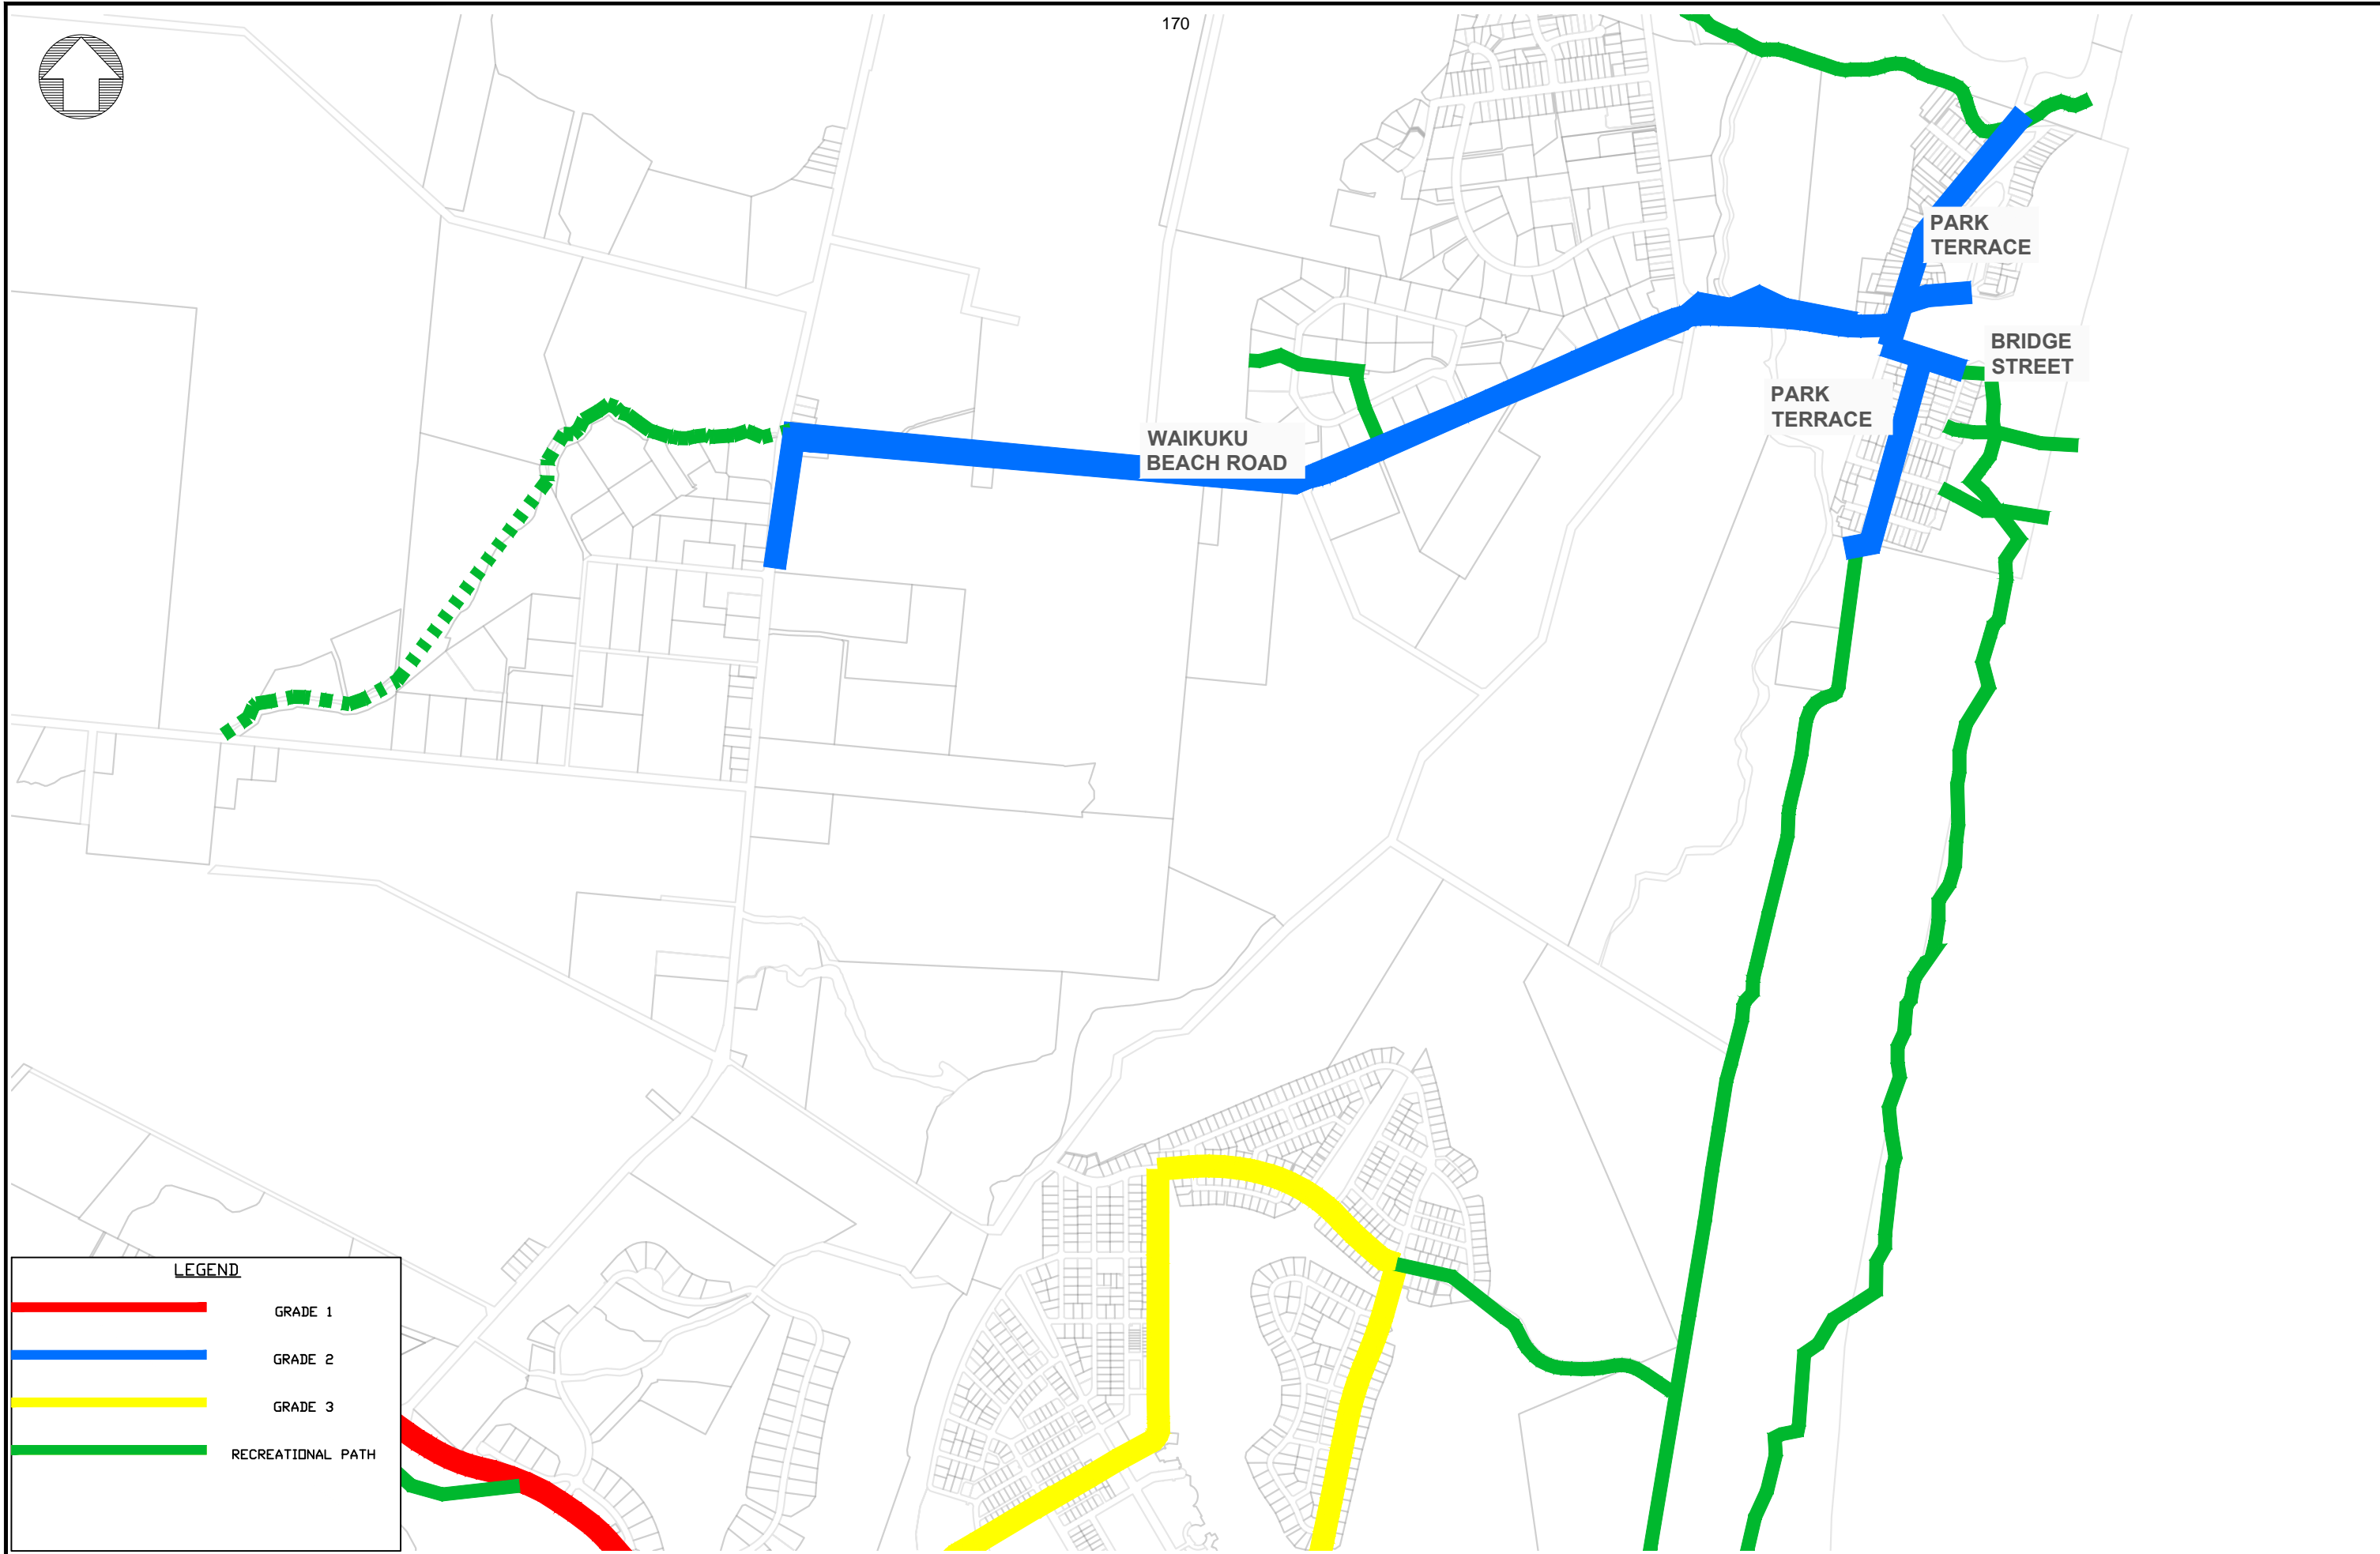 170
PARK
TERRACE
BRIDGE
STREET
PARK
TERRACE
WAIKUKU
BEACH ROAD
LEGEND
GRADE 1
GRADE 2
GRADE 3
RECREATIONAL PATH